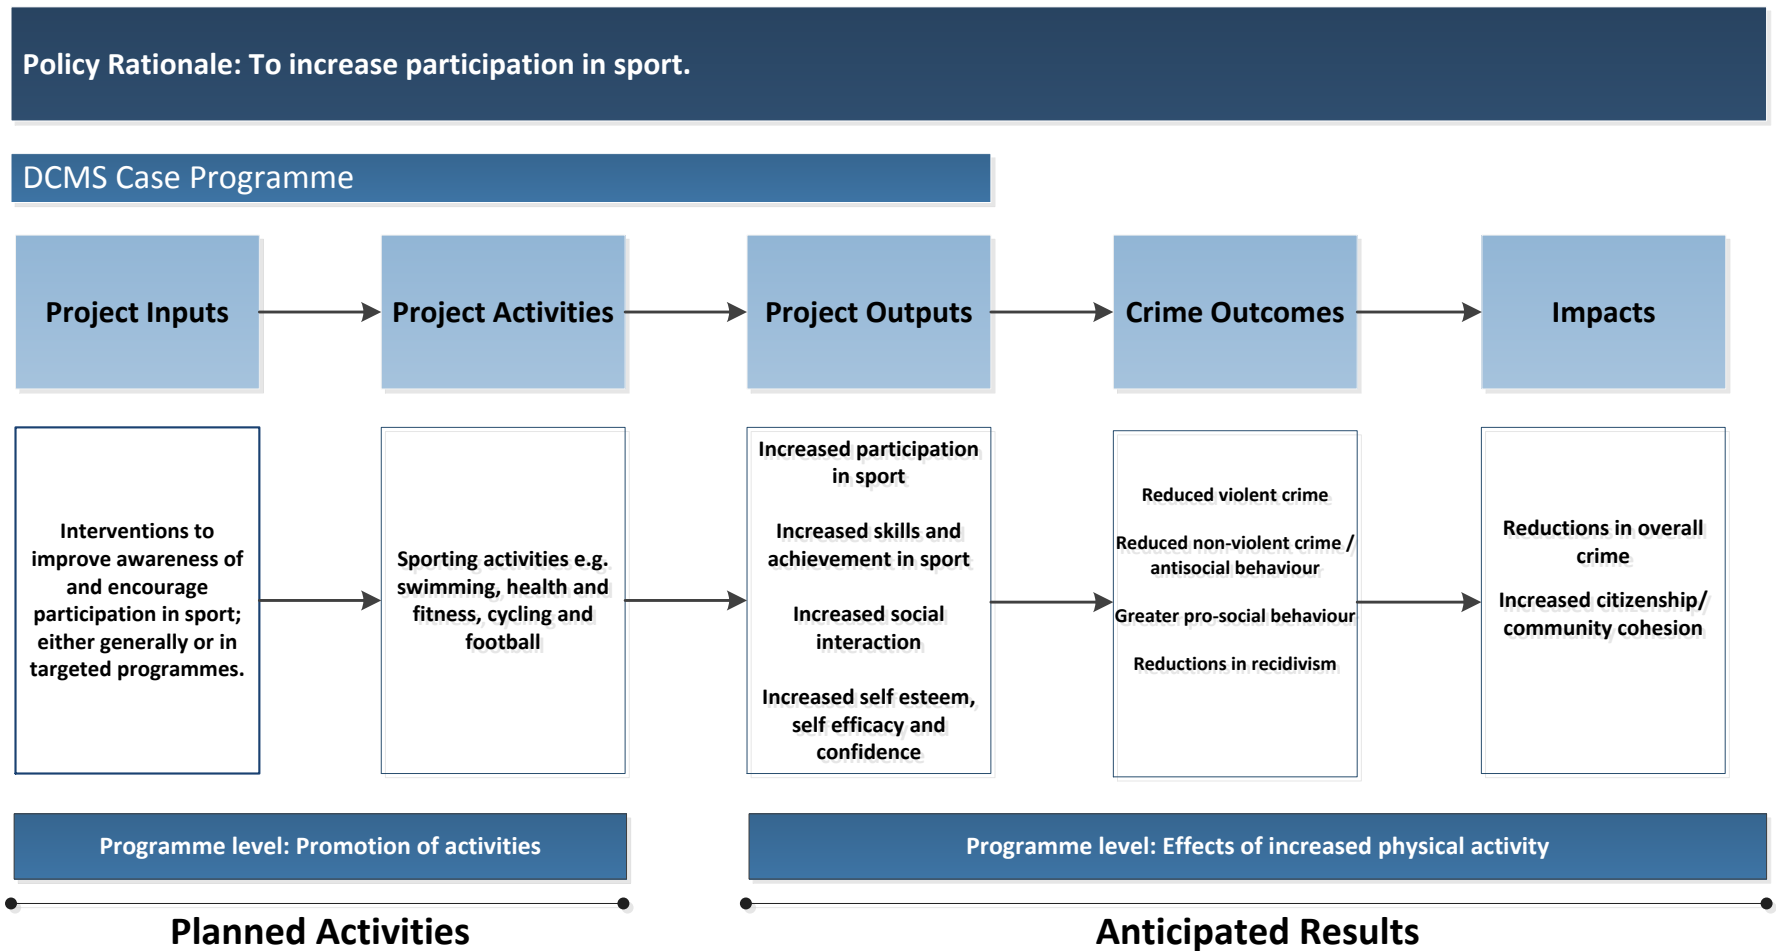 Policy Rationale: To increase participation in sport.
DCMS Case Programme
Project Inputs
Project Activities
Project Outputs
Crime Outcomes
Impacts
Interventions to
improve awareness of
and encourage
participation in sport;
either generally or in
targeted programmes.
Sporting activities e.g.
swimming, health and
fitness, cycling and
football
Increased participation
in sport
Increased skills and
achievement in sport
Increased social
interaction
Increased self esteem,
self efficacy and
confidence
Reduced violent crime
Reduced non-violent crime /
antisocial behaviour
Greater pro-social behaviour
Reductions in recidivism
Reductions in overall
crime
Increased citizenship/
community cohesion
Programme level: Promotion of activities
Programme level: Effects of increased physical activity
Planned Activities
Anticipated Results